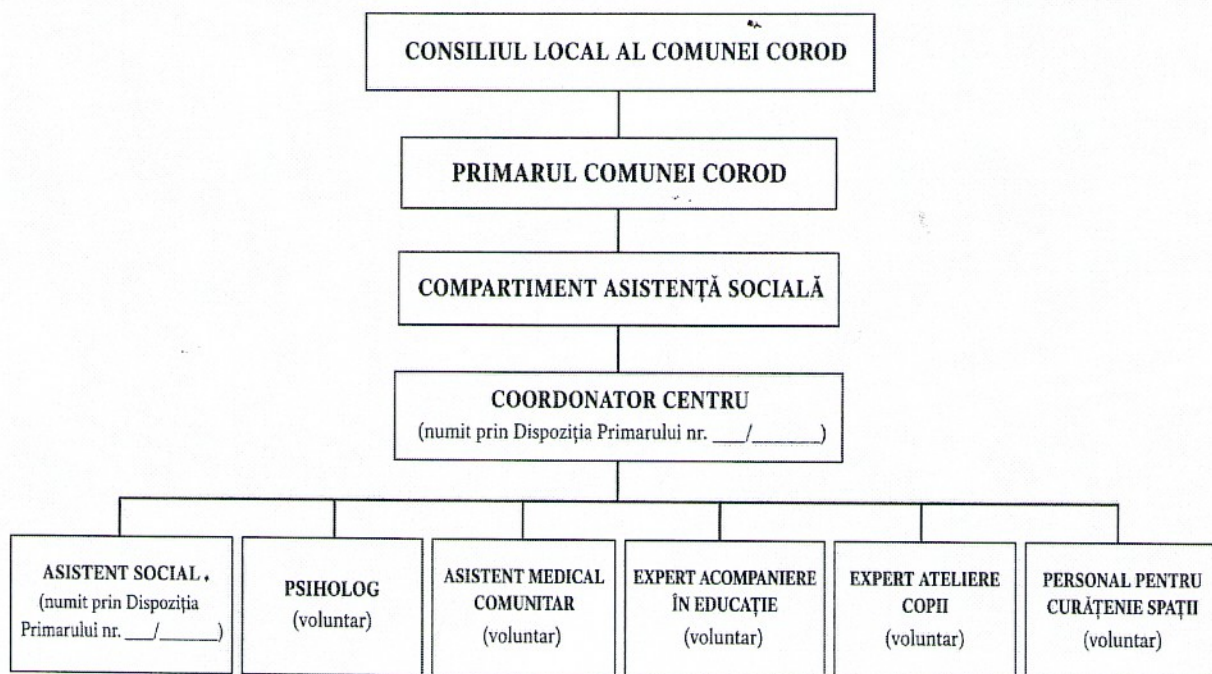 CONSILIUL LOCAL AL COMUNEI COROD
PRIMARUL COMUNEI COROD
COMPARTIMENT ASISTENȚĂ SOCIALĂ
COORDONATOR CENTRU
(numit prin Dispoziția Primarului nr. ___/_______)
ASISTENT SOCIAL
(numit prin Dispoziția
Primarului nr. ___/______)
PSIHOLOG
(voluntar)
ASISTENT MEDICAL
COMUNITAR
(voluntar)
EXPERT ACOMPANIERE
ÎN EDUCAȚIE
(voluntar)
EXPERT ATELIERE
COPII
(voluntar)
PERSONAL PENTRU
CURĂȚENIE SPAȚII
(voluntar)